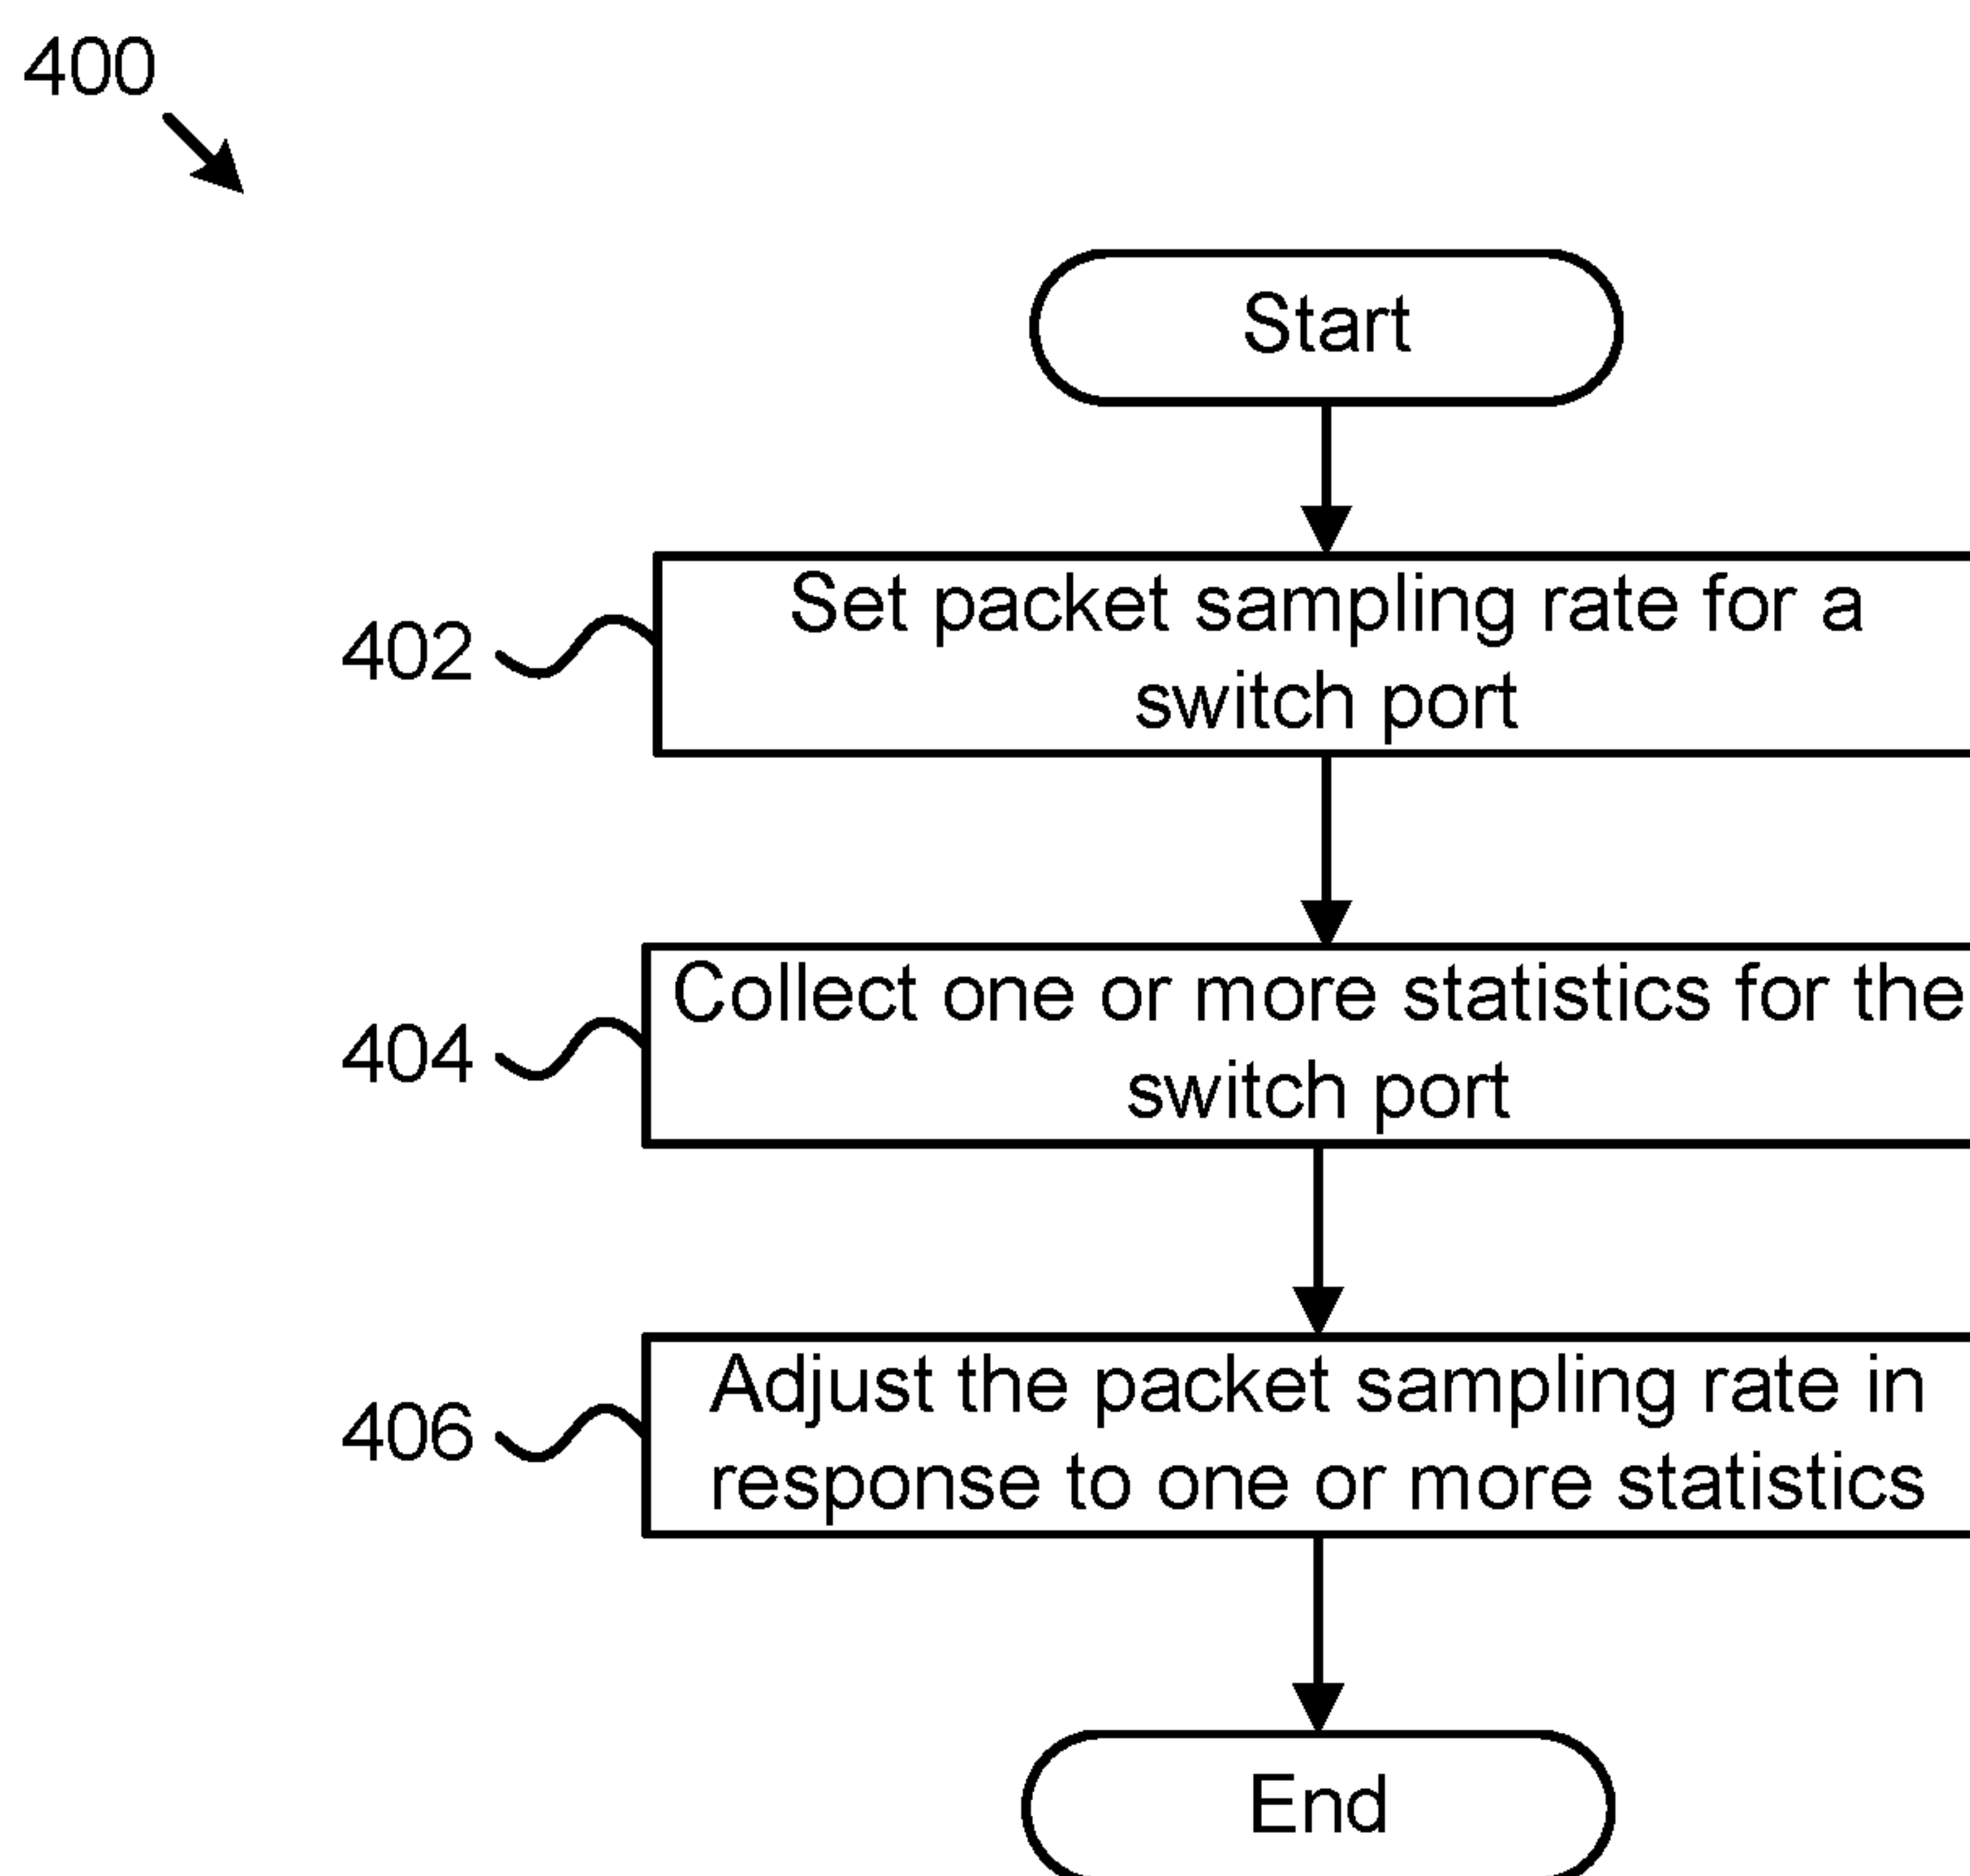 400
Start
402
Set packet sampling rate for a
switch port
404
Collect one or more statistics for the
switch port
406
Adjust the packet sampling rate in
response to one or more statistics
End